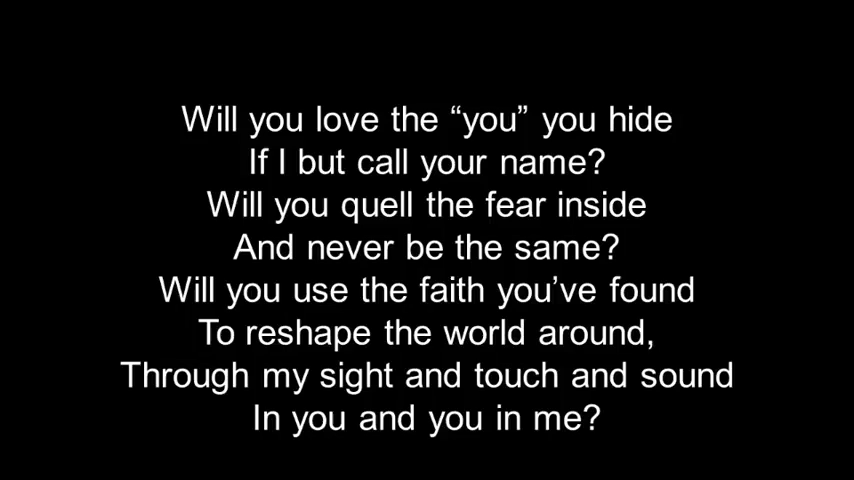 Will you love the “you” you hide
If I but call your name?
Will you quell the fear inside
And never be the same?
Will you use the faith you’ve found
To reshape the world around,
Through my sight and touch and sound
In you and you in me?